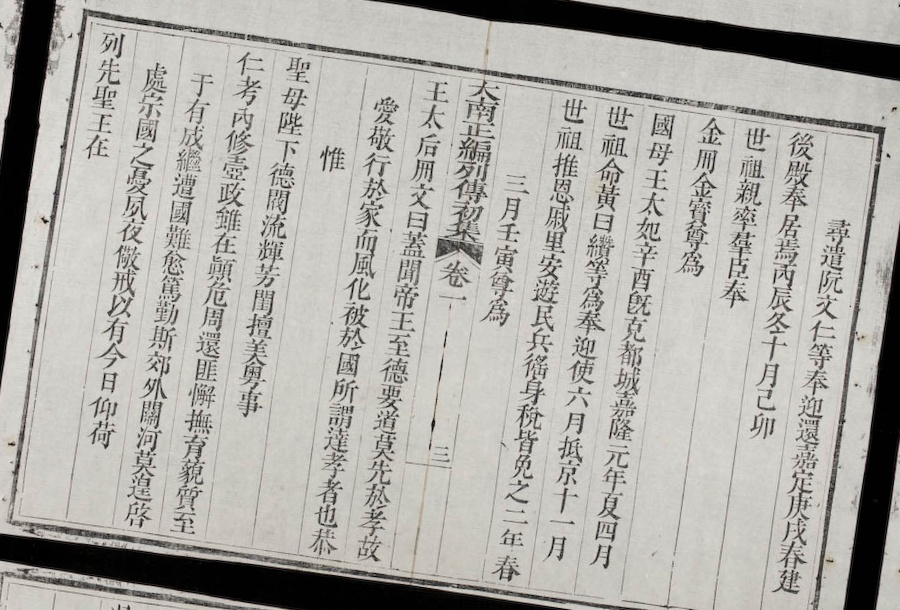 尋遣阮文仁等奉迎還嘉定庚戌春建
後殿奉居焉丙辰冬十月己卯
世祖親率羣臣奉
金冊金寶尊爲
國母王太妃辛酉旣克都城嘉隆元年夏四月
世祖命黃曰纘等爲奉迎使六月抵京十一月
世祖推恩戚里安遊民兵徭身稅皆免之二年春
三月壬寅尊爲
大南正編列傳初集 卷一 三
王太后冊文曰蓋聞帝王至德要道莫先於孝故
愛敬行於家而風化被於國所謂達孝者也恭
惟
聖母陛下德閥流輝芳閨擅美粤事
仁考內修壼政雖在顚危周還匪懈撫育藐質至
于有成繼遭國難愈篤勤斯郊外關河莫遑啓
處宗國之憂夙夜儆戒以有今日仰荷
列先聖王在